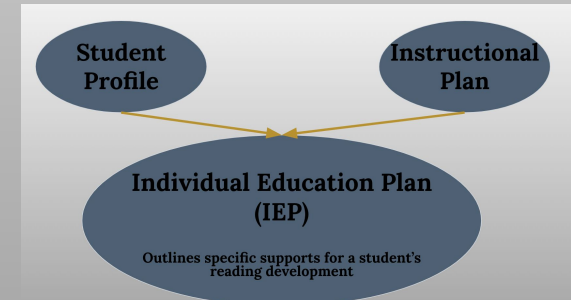 Student
Profile
Instructional
Plan
Individual Education Plan
(IEP)
Outlines specific supports for a student's
reading development